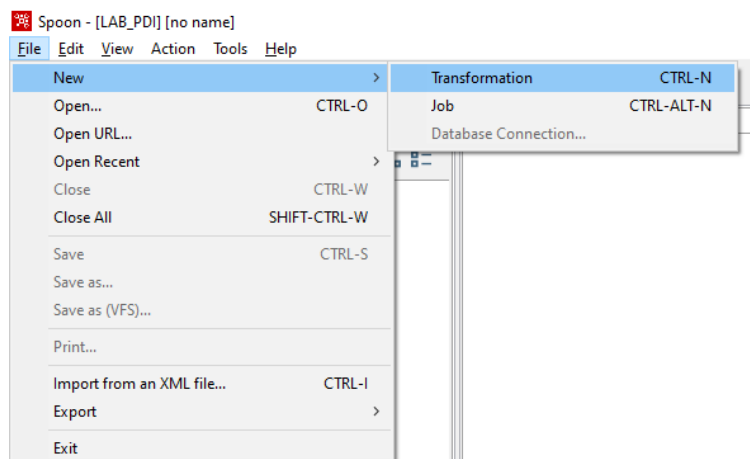 Spoon - [LAB_PDI] [no name]
File Edit View Action Tools Help
New >
Transformation CTRL-N
Open... CTRL-O
Job CTRL-ALT-N
Open URL...
Database Connection...
Open Recent >
Close CTRL-W
Close All SHIFT-CTRL-W
Save CTRL-S
Save as...
Save as (VFS)...
Print...
Import from an XML file... CTRL-I
Export >
Exit